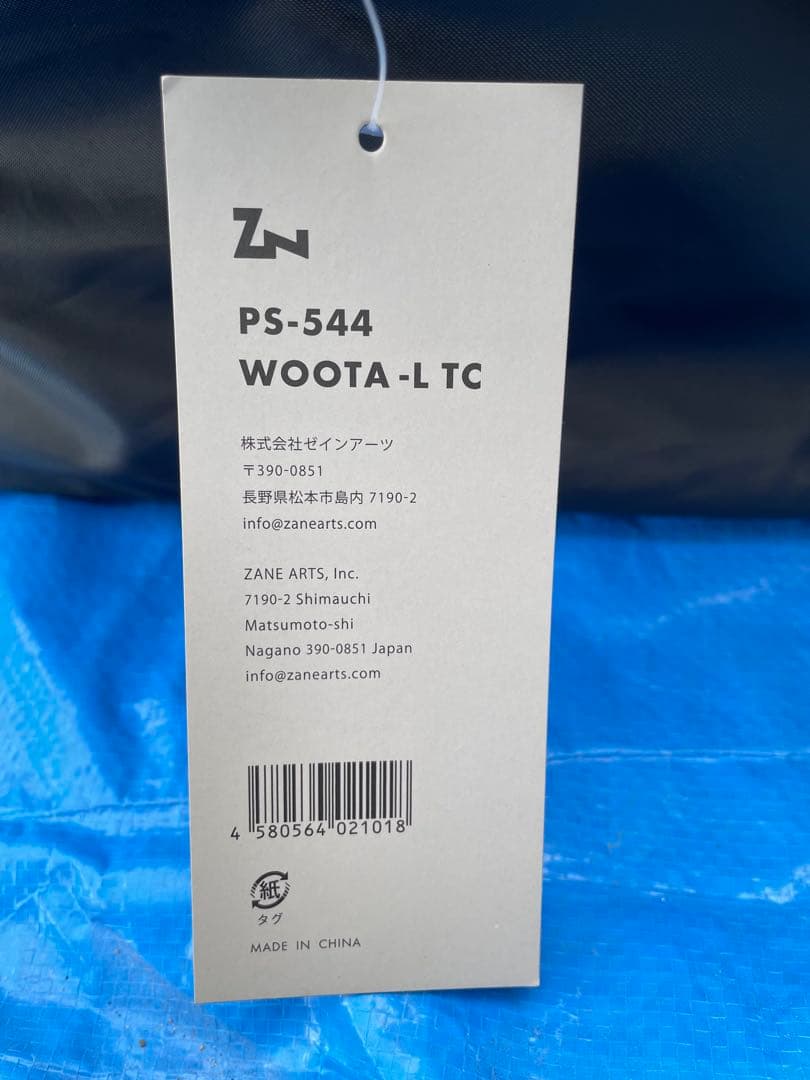 ZN
PS-544
WOOTA -L TC
株式会社ゼインアーツ
〒390-0851
長野県松本市島内 7190-2
info@zanearts.com
ZANE ARTS, Inc.
7190-2 Shimauchi
Matsumoto-shi
Nagano 390-0851 Japan
info@zanearts.com
4 580564 021018
紙
タグ
MADE IN CHINA